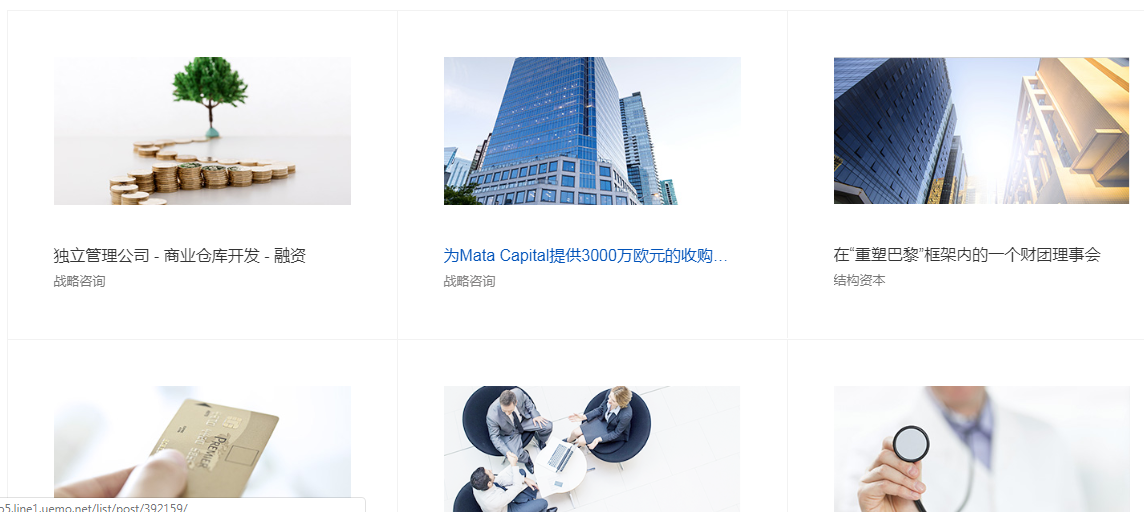 独立管理公司 - 商业仓库开发 - 融资
战略咨询
为Mata Capital提供3000万欧元的收购...
战略咨询
在“重塑巴黎”框架内的一个财团理事会
结构资本
PREMIER
o5.line1.uemo.net/list/post/392159/